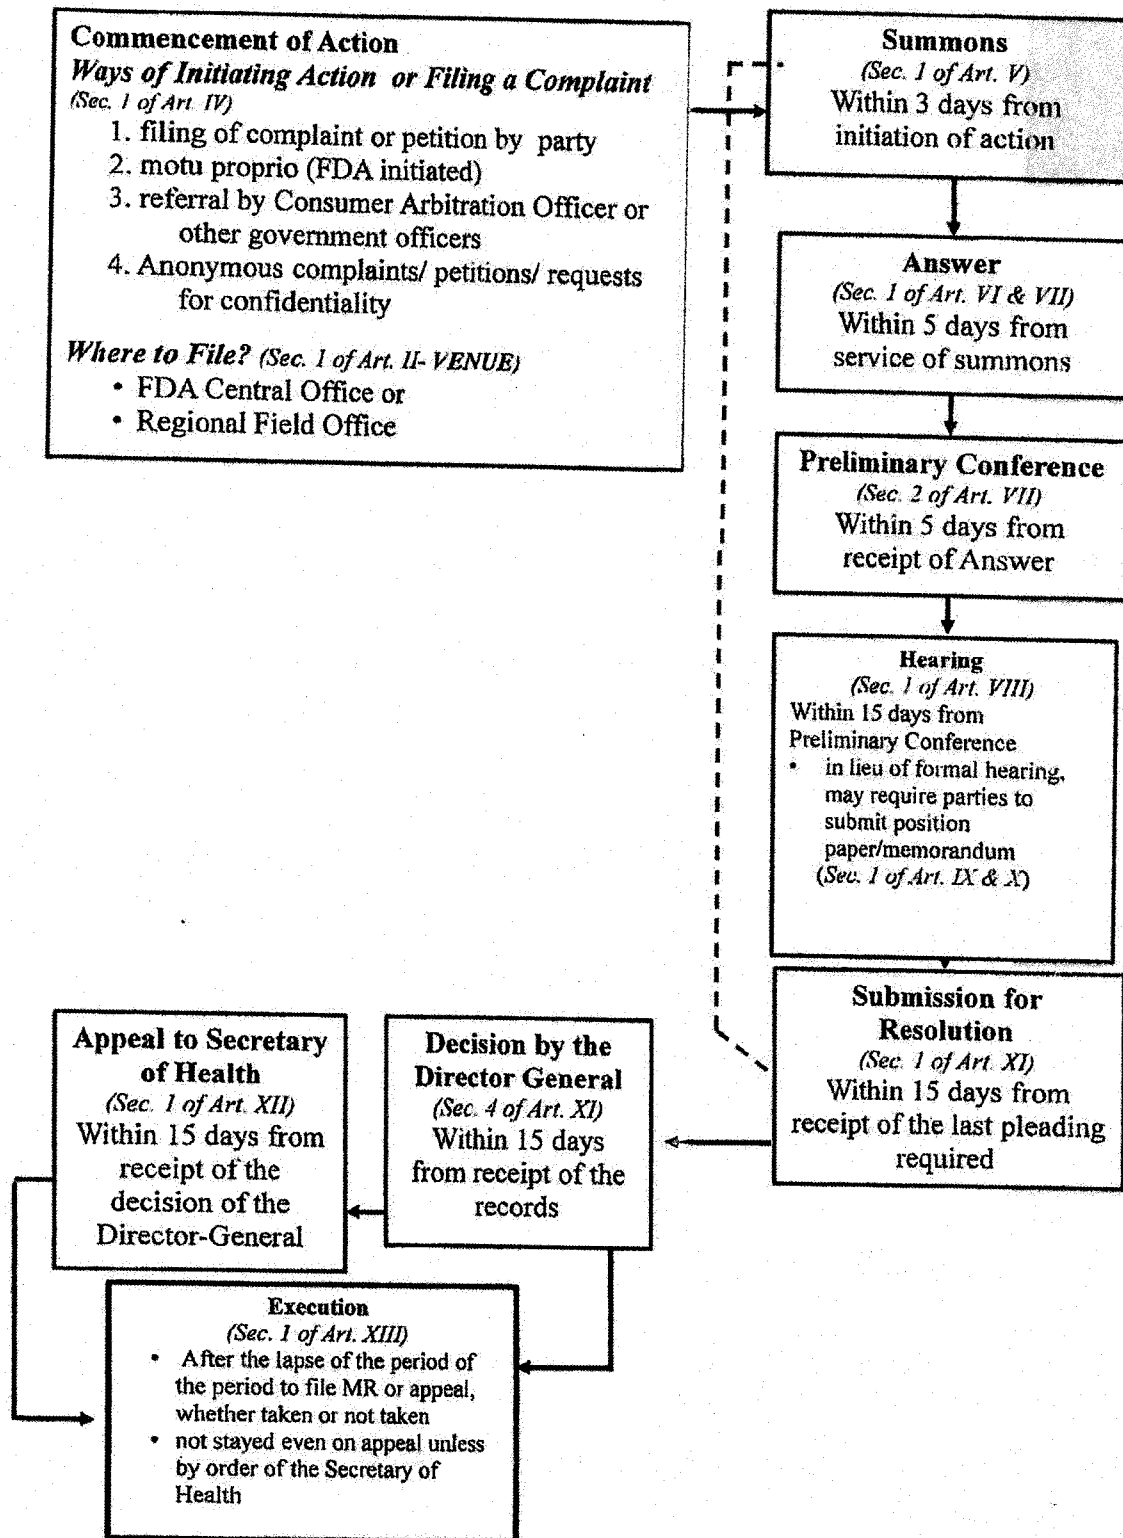 Commencement of Action
Ways of Initiating Action or Filing a Complaint
(Sec. 1 of Art. IV)
1. filing of complaint or petition by party
2. motu proprio (FDA initiated)
3. referral by Consumer Arbitration Officer or
other government officers
4. Anonymous complaints/ petitions/ requests
for confidentiality
Where to File? (Sec. 1 of Art. II- VENUE)
• FDA Central Office or
• Regional Field Office
Summons
(Sec. 1 of Art. V)
Within 3 days from
initiation of action
Answer
(Sec. 1 of Art. VI & VII)
Within 5 days from
service of summons
Preliminary Conference
(Sec. 2 of Art. VII)
Within 5 days from
receipt of Answer
Hearing
(Sec. 1 of Art. VIII)
Within 15 days from
Preliminary Conference
• in lieu of formal hearing,
may require parties to
submit position
paper/memorandum
(Sec. 1 of Art. IX & X)
Submission for
Resolution
(Sec. 1 of Art. XI)
Within 15 days from
receipt of the last pleading
required
Decision by the
Director General
(Sec. 4 of Art. XI)
Within 15 days
from receipt of the
records
Appeal to Secretary
of Health
(Sec. 1 of Art. XII)
Within 15 days from
receipt of the
decision of the
Director-General
Execution
(Sec. 1 of Art. XIII)
• After the lapse of the period of
the period to file MR or appeal,
whether taken or not taken
• not stayed even on appeal unless
by order of the Secretary of
Health